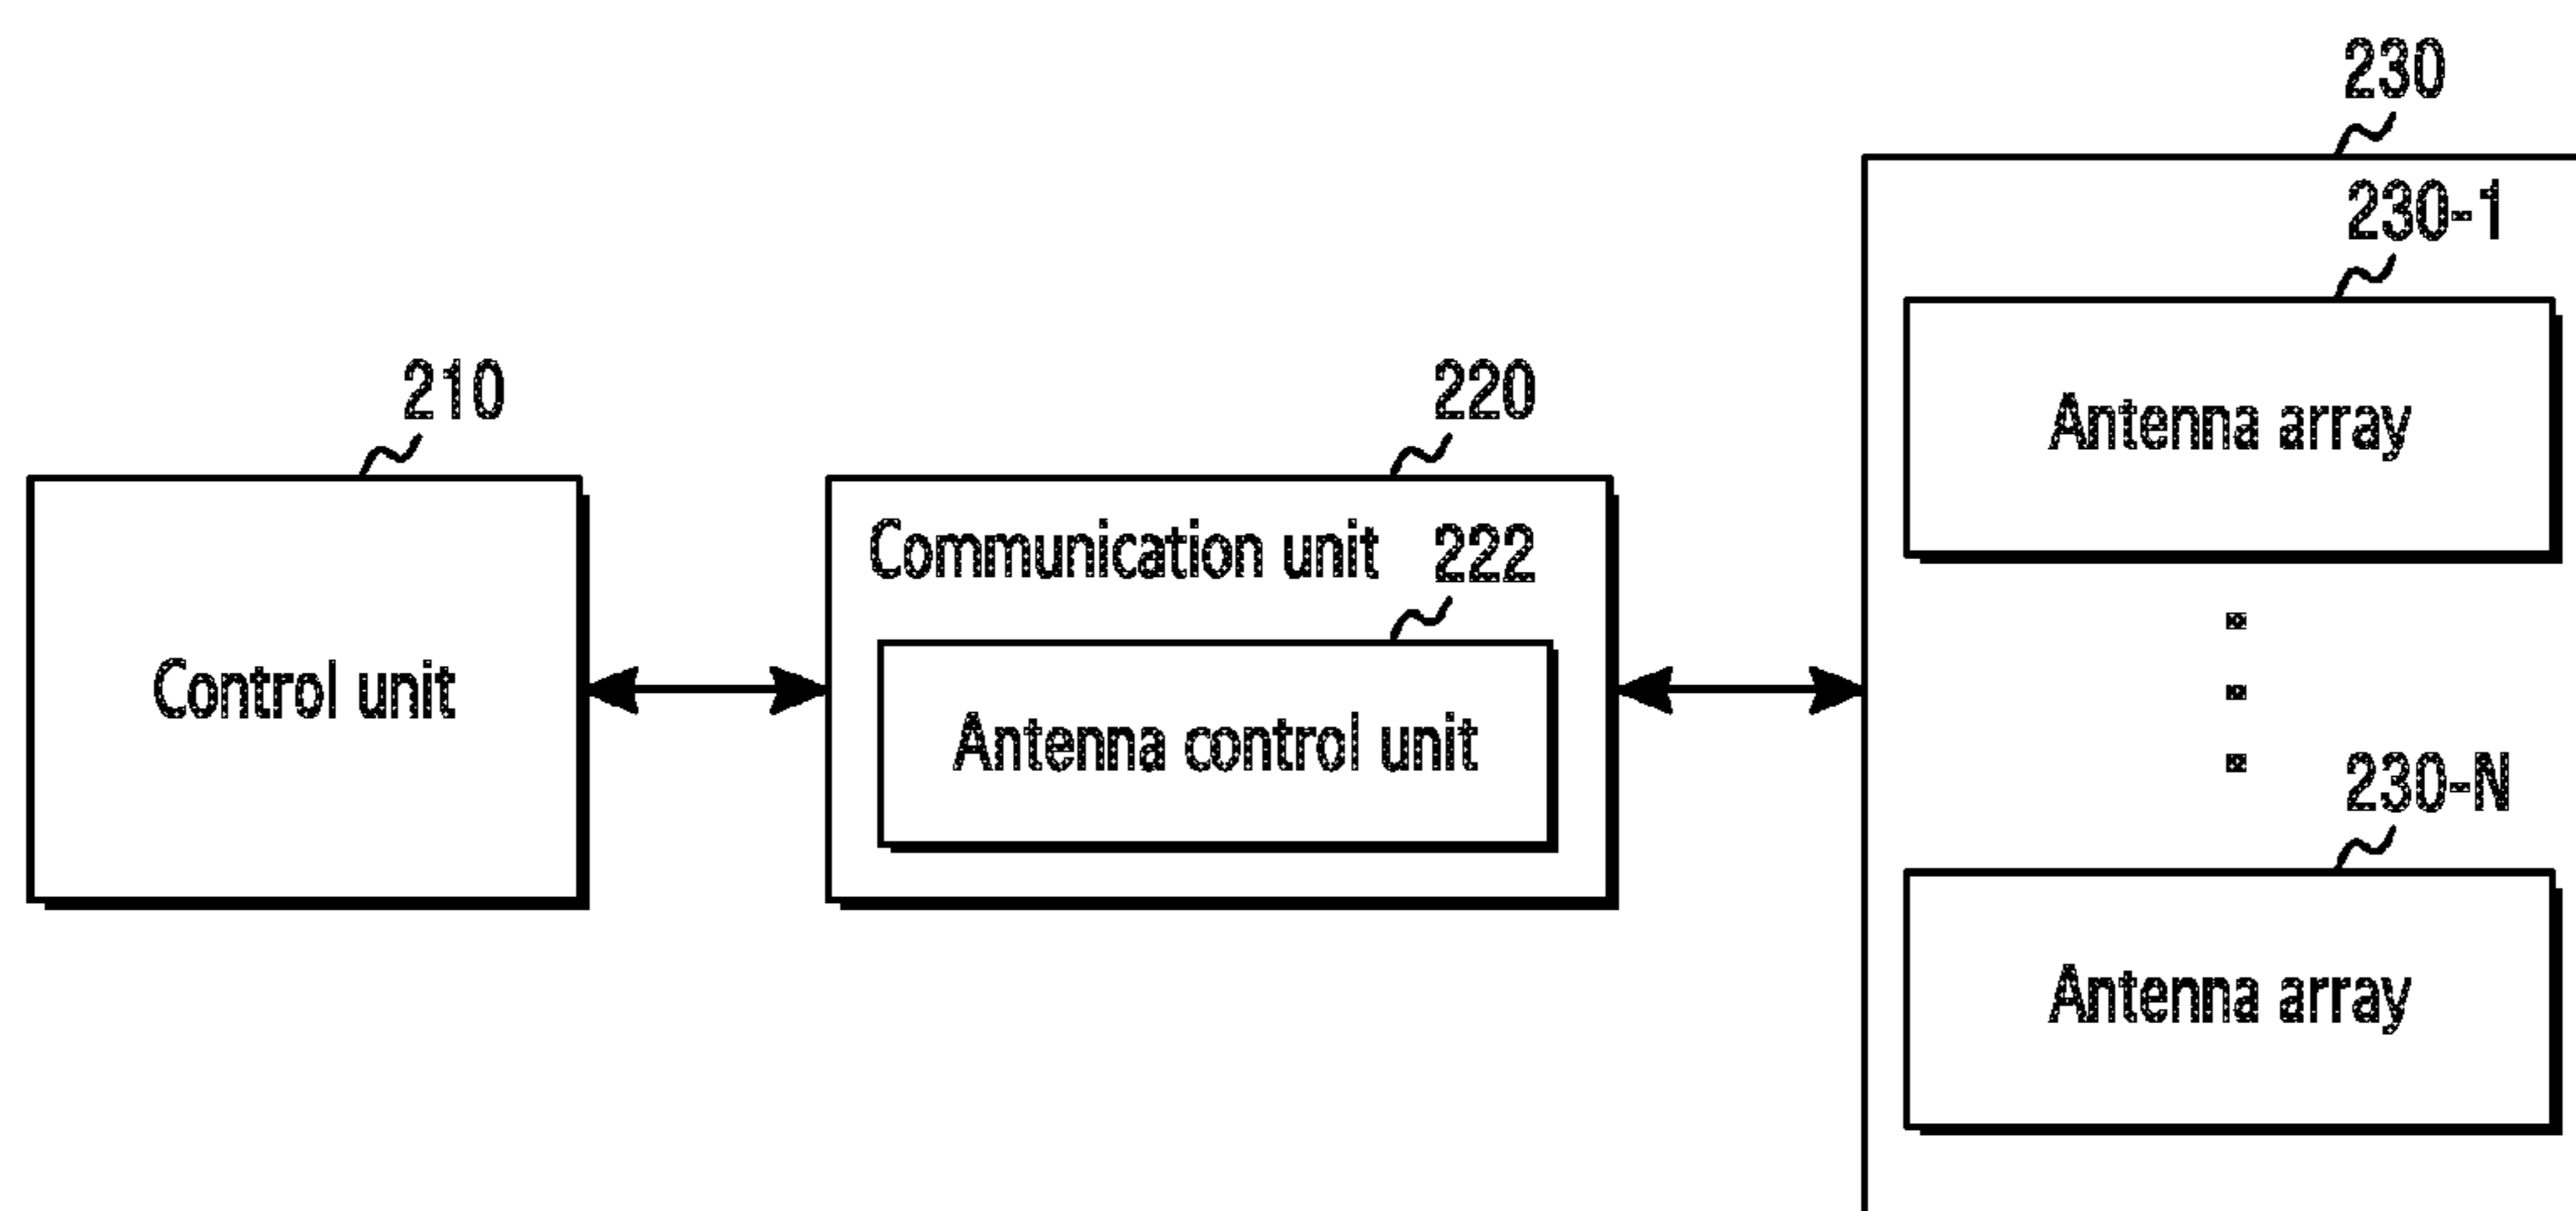 230
230-1
Antenna array
210
Control unit
220
Communication unit
222
Antenna control unit
230-N
Antenna array